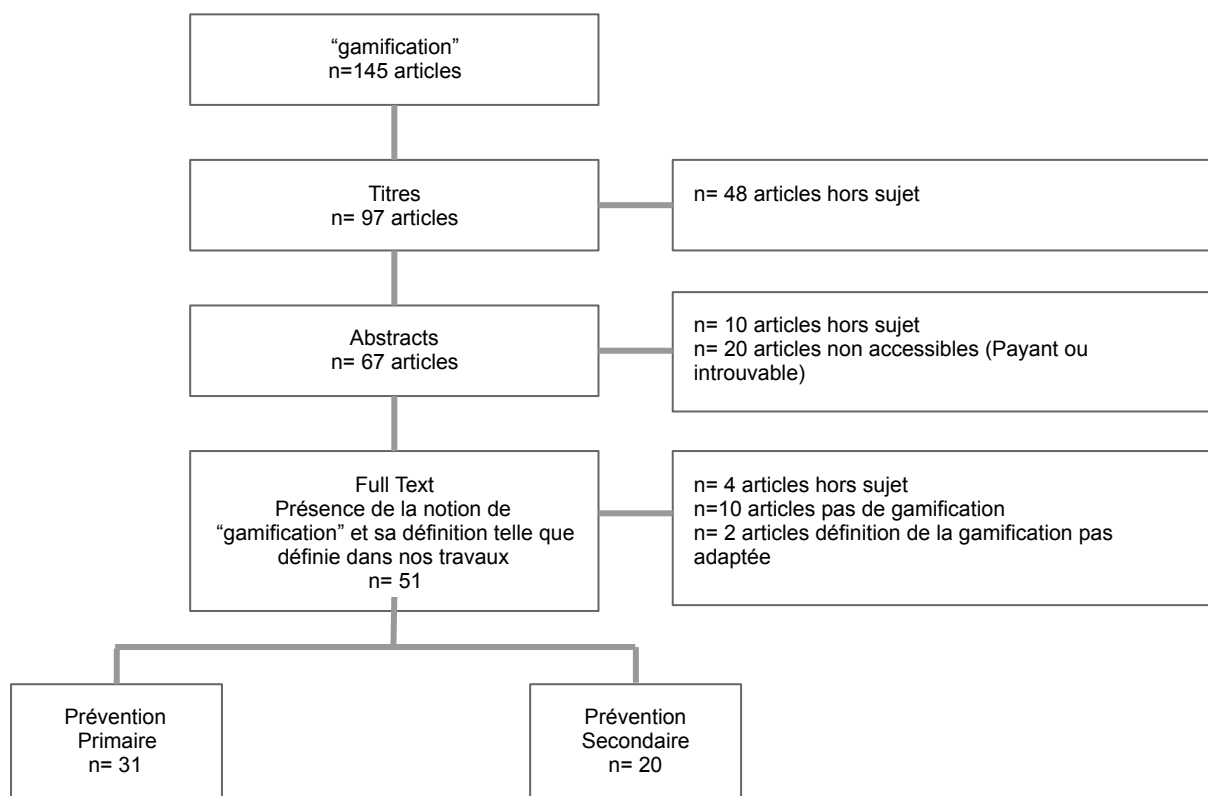 “gamification”
n=145 articles
Titres
n= 97 articles
n= 48 articles hors sujet
Abstracts
n= 67 articles
n= 10 articles hors sujet
n= 20 articles non accessibles (Payant ou
introuvable)
Full Text
Présence de la notion de
“gamification” et sa définition telle que
définie dans nos travaux
n= 51
n= 4 articles hors sujet
n=10 articles pas de gamification
n= 2 articles définition de la gamification pas
adaptée
Prévention
Primaire
n= 31
Prévention
Secondaire
n= 20